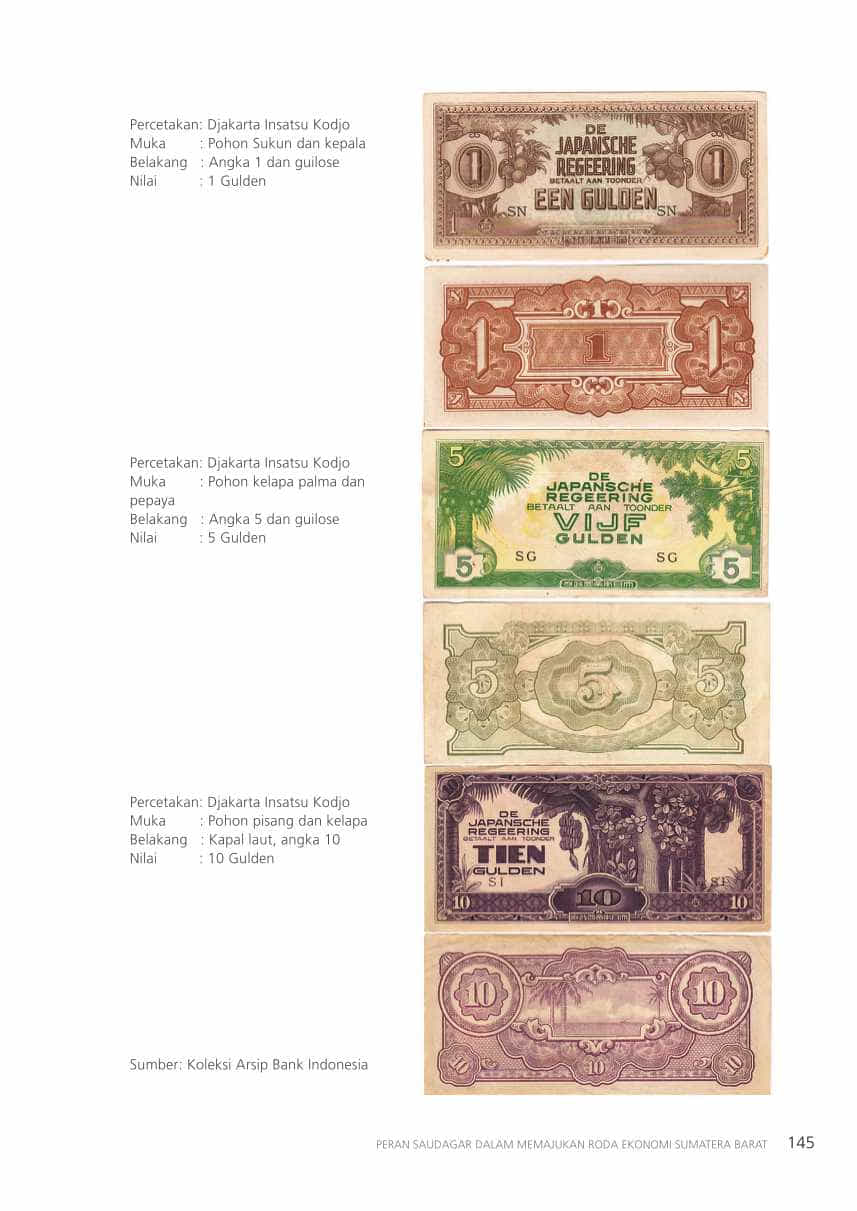 Percetakan: Djakarta Insatsu Kodjo
Muka : Pohon Sukun dan kepala
Belakang : Angka 1 dan guilose
Nilai : 1 Gulden
1
DE
JAPANSCHE
REGEERING
BETAALT AAN TOONDER
EEN GULDEN
1
SN
SN
1
1
1
1
1
1
Percetakan: Djakarta Insatsu Kodjo
Muka : Pohon kelapa palma dan
pepaya
Belakang : Angka 5 dan guilose
Nilai : 5 Gulden
5
5
DE
JAPANSCHE
REGEERING
BETAALT AAN TOONDER
VIJF
GULDEN
SG
SG
5
5
5
5
5
Percetakan: Djakarta Insatsu Kodjo
Muka : Pohon pisang dan kelapa
Belakang : Kapal laut, angka 10
Nilai : 10 Gulden
10
10
DE
JAPANSCHE
REGEERING
BETAALT AAN TOONDER
TIEN
GULDEN
SI
SI
10
10
10
10
10
10
10
10
Sumber: Koleksi Arsip Bank Indonesia
PERAN SAUDAGAR DALAM MEMAJUKAN RODA EKONOMI SUMATERA BARAT 145